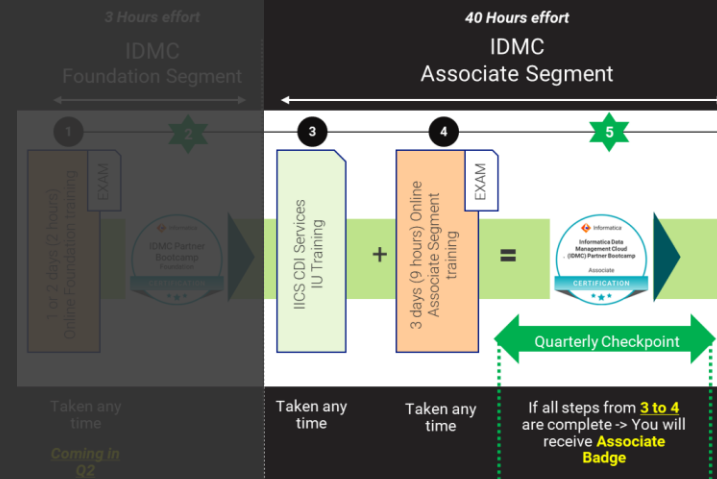 3 Hours effort
40 Hours effort
IDMC
Foundation Segment
IDMC
Associate Segment
1
2
3
4
5
1 or 2 days (2 hours)
Online Foundation training
EXAM
Informatica
IDMC Partner
Bootcamp
Foundation
CERTIFICATION
IICS CDI Services
IU Training
+
3 days (9 hours) Online
Associate Segment
training
EXAM
=
Informatica
Informatica Data
Management Cloud
(IDMC) Partner Bootcamp
Associate
CERTIFICATION
Quarterly Checkpoint
Taken any
time
Coming in
Q2
Taken any
time
Taken any
time
If all steps from 3 to 4
are complete -> You will
receive Associate
Badge